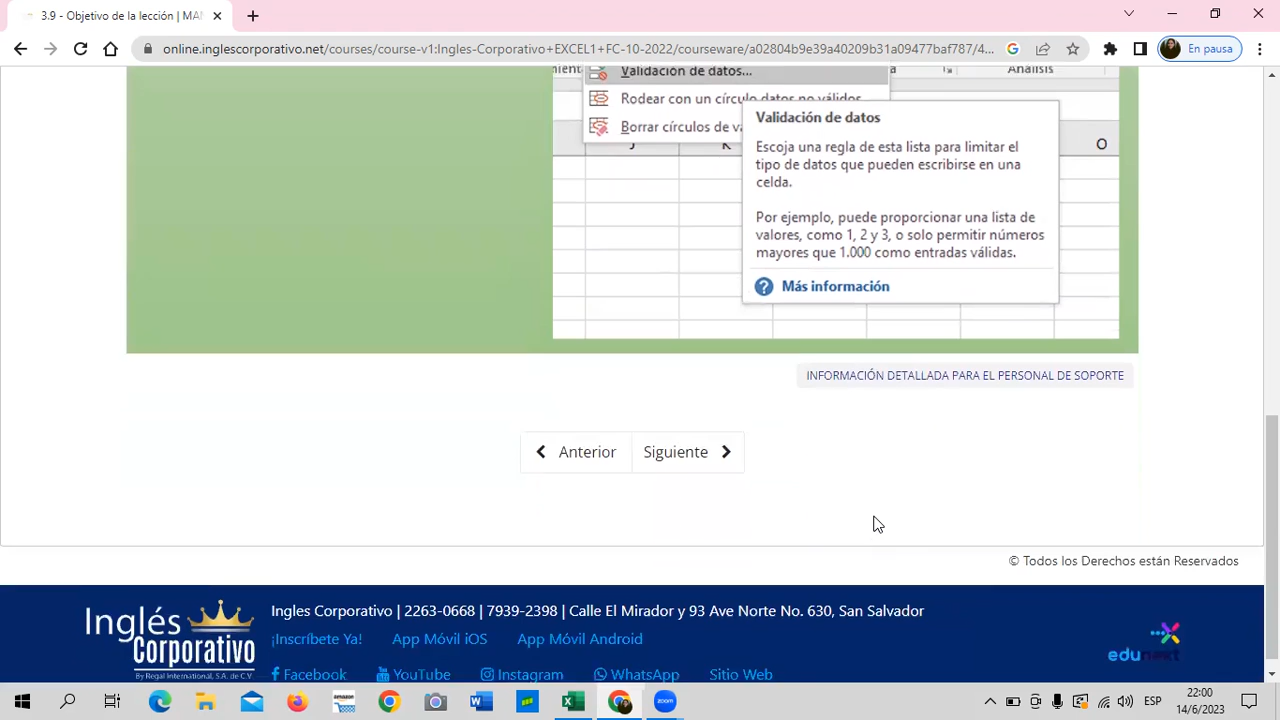 3.9 - Objetivo de la lección | MAN
online.inglescorporativo.net/courses/course-v1:Ingles-Corporativo+EXCEL1+FC-10-2022/courseware/a02804b9e39a40209b31a09477baf787/4...
En pausa
Validación de datos...
Análisis
Rodear con un círculo datos no válidos
Borrar círculos de va
Validación de datos
J K O
Escoja una regla de esta lista para limitar el
tipo de datos que pueden escribirse en una
celda.
Por ejemplo, puede proporcionar una lista de
valores, como 1, 2 y 3, o solo permitir números
mayores que 1.000 como entradas válidas.
Más información
INFORMACIÓN DETALLADA PARA EL PERSONAL DE SOPORTE
Anterior Siguiente
© Todos los Derechos están Reservados
Inglés
Corporativo
By Regal International, S.A. de C.V.
Ingles Corporativo | 2263-0668 | 7939-2398 | Calle El Mirador y 93 Ave Norte No. 630, San Salvador
¡Inscríbete Ya! App Móvil iOS App Móvil Android
Facebook YouTube Instagram WhatsApp Sitio Web
edunext
amazon
zoom
ESP
22:00
14/6/2023